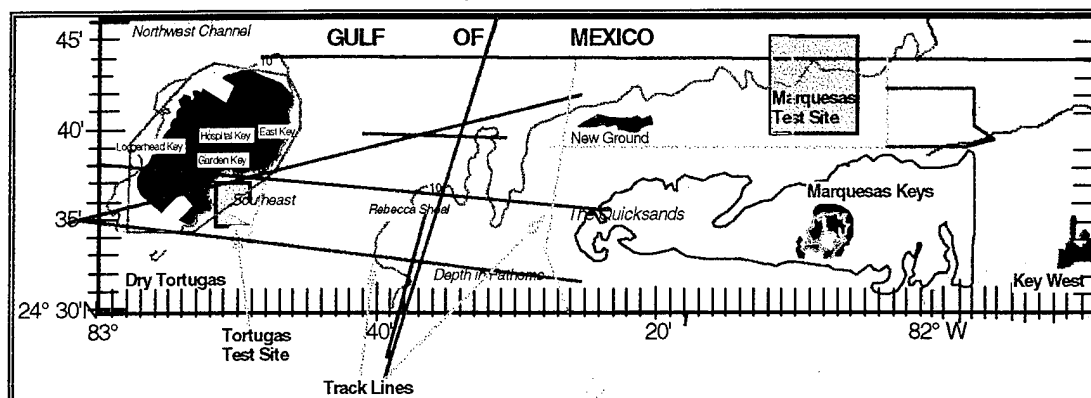 45'
Northwest Channel
GULF OF MEXICO
10
Marquesas
Test Site
40'
Hospital Key
East Key
New Ground
Loggerhead Key
Garden Key
10
Marquesas Keys
Southeast
Rebecca Shoal
The Quicksands
35'
Depth in Fathoms
Dry Tortugas
Key West
24° 30'N
83°
40'
20'
82° W
Tortugas
Test Site
Track Lines